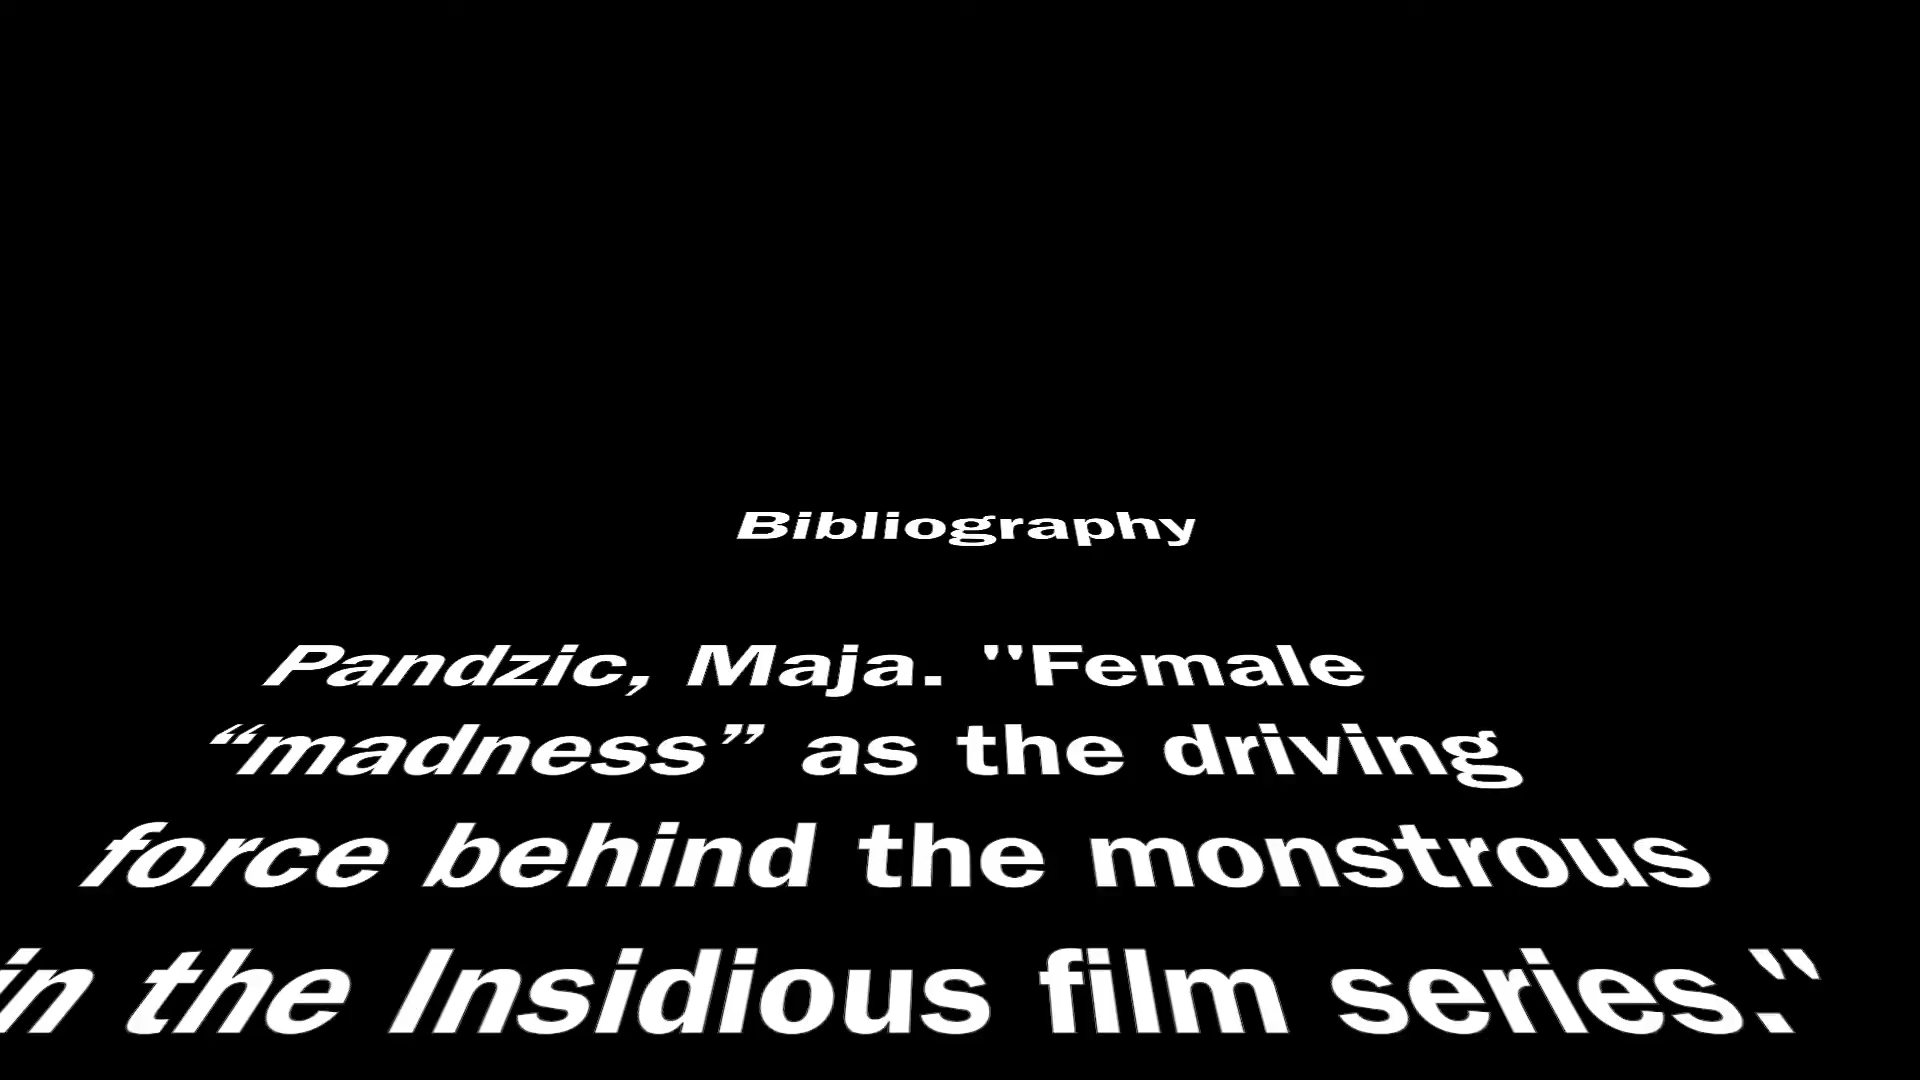 Bibliography
Pandzic, Maja. "Female
“madness” as the driving
force behind the monstrous
in the Insidious film series."